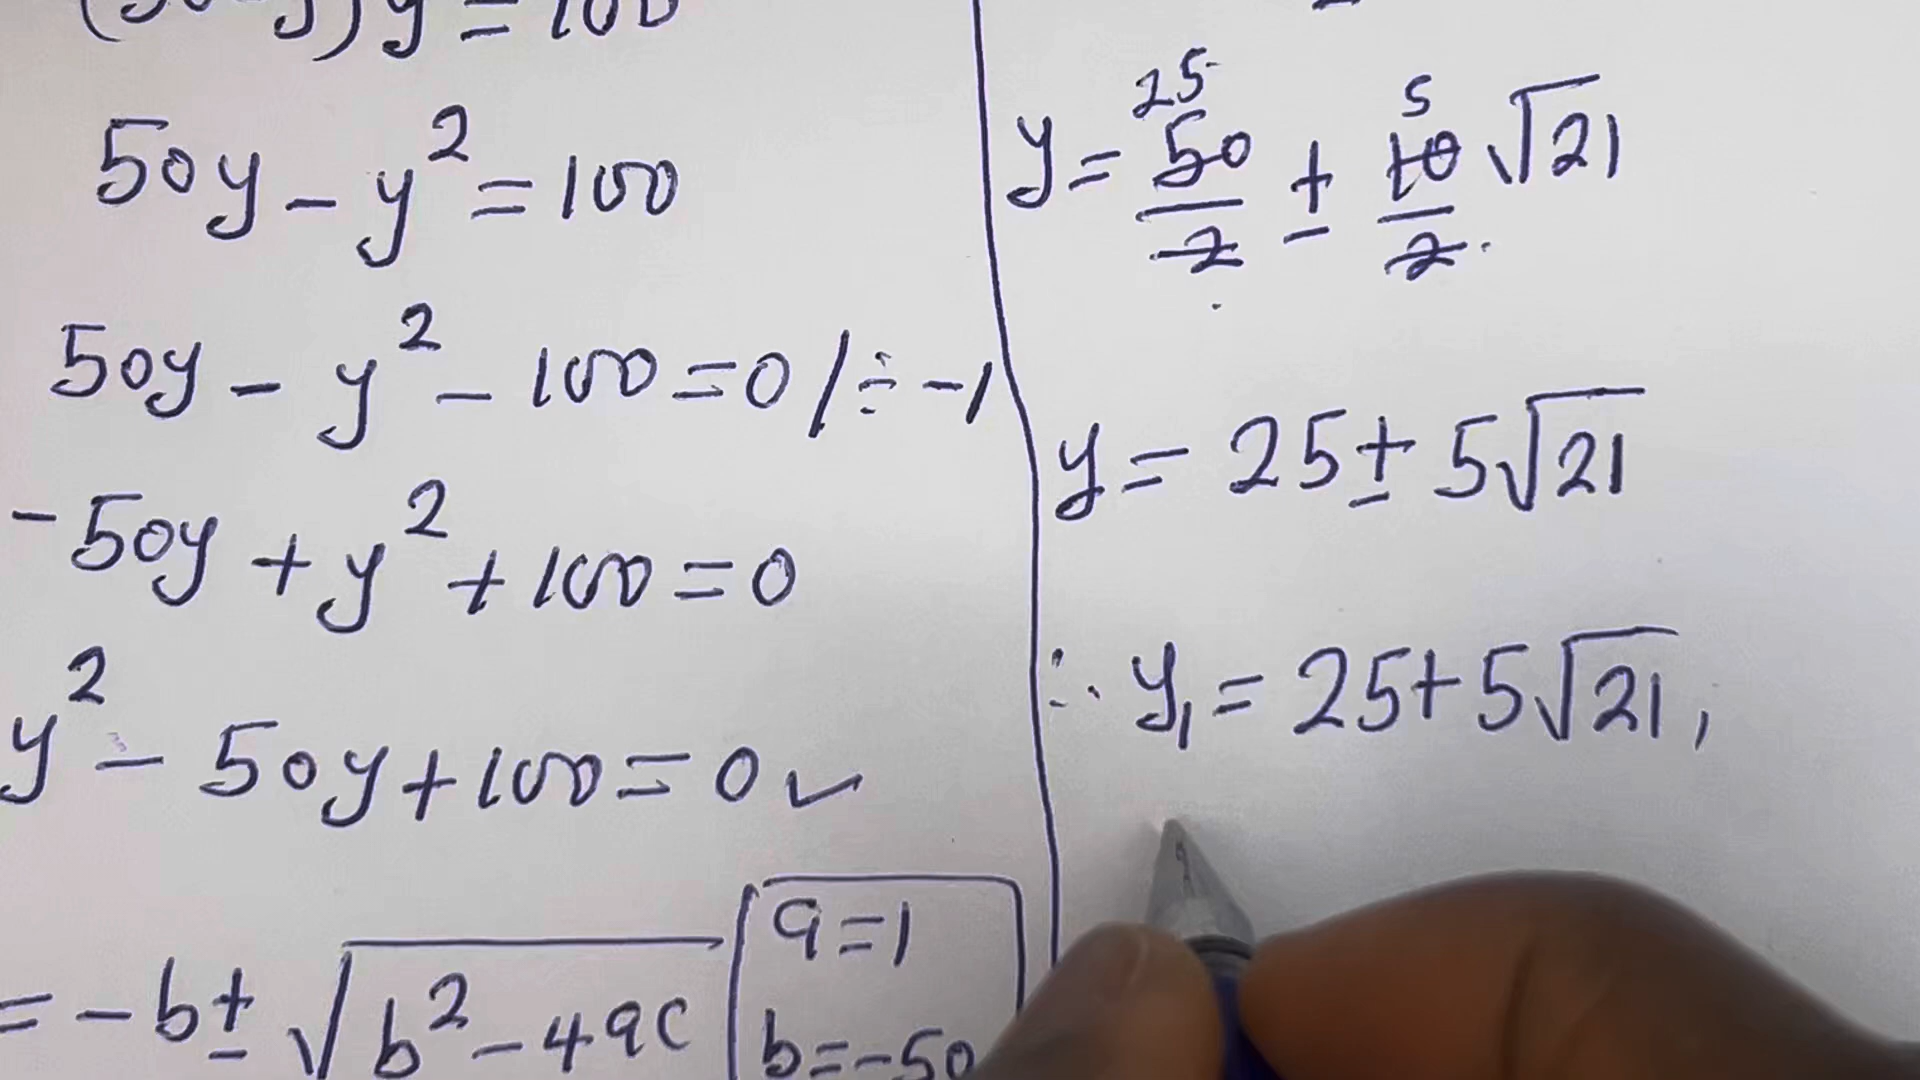 50y - y² = 100
50y - y² - 100 = 0 / ÷ -1
-50y + y² + 100 = 0
y² - 50y + 100 = 0 ✓
= -b ± √(b² - 4ac)
a = 1
b = -50
y = 50/2 ± 10/2 √21
25 5
y = 25 ± 5√21
∴ y₁ = 25 + 5√21,